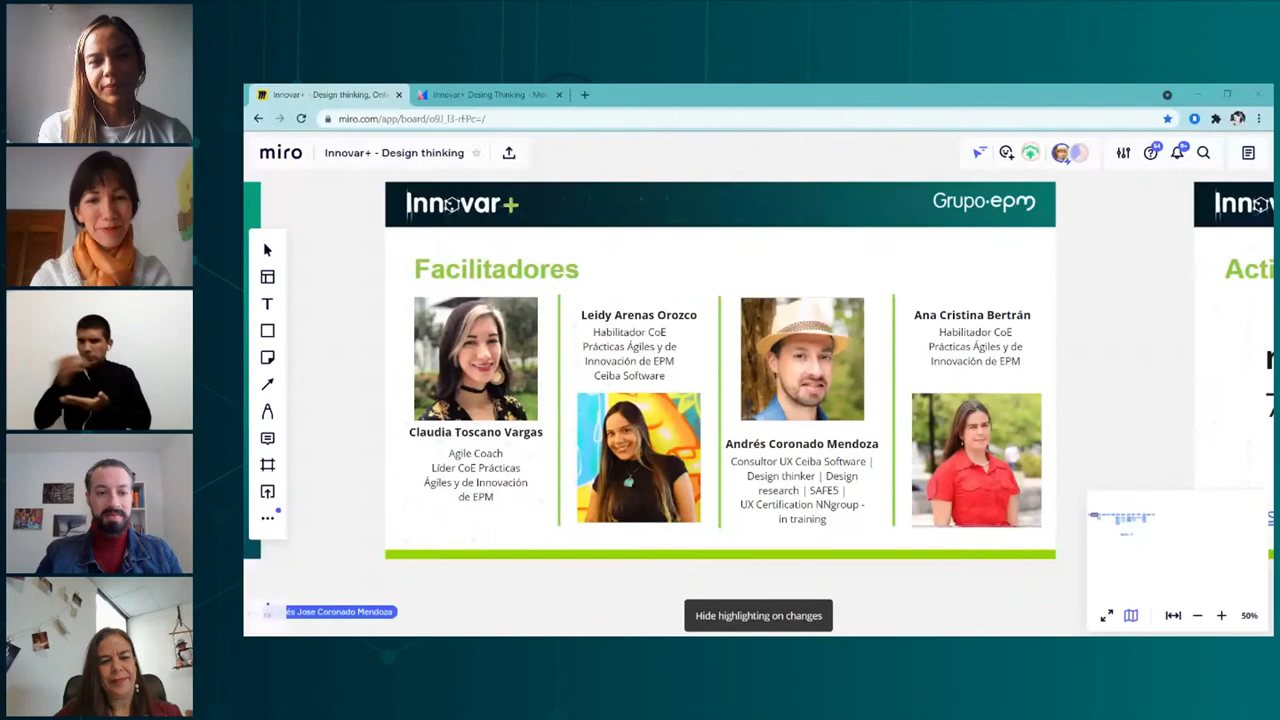 Innovar+ - Design thinking, Onl
Innovar+ Desing Thinking - Me
miro.com/app/board/o9J_l3-rFPc=/
miro
Innovar+ - Design thinking
Innovar+
Grupo·epm
Innov
Facilitadores
Acti
Claudia Toscano Vargas
Agile Coach
Líder CoE Prácticas
Ágiles y de Innovación
de EPM
Leidy Arenas Orozco
Habilitador CoE
Prácticas Ágiles y de
Innovación de EPM
Ceiba Software
Andrés Coronado Mendoza
Consultor UX Ceiba Software |
Design thinker | Design
research | SAFE5 |
UX Certification NNgroup -
in training
Ana Cristina Bertrán
Habilitador CoE
Prácticas Ágiles y de
Innovación de EPM
és Jose Coronado Mendoza
Hide highlighting on changes
50%